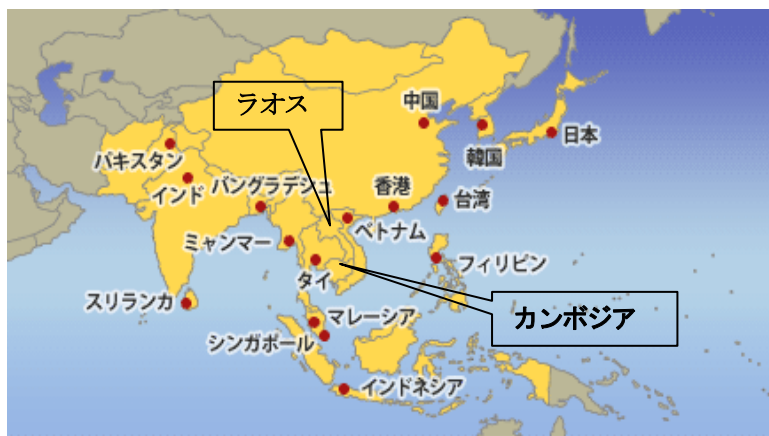 ラオス
中国
日本
韓国
パキスタン
インド
バングラデシュ
香港
台湾
ベトナム
ミャンマー
フィリピン
タイ
スリランカ
マレーシア
カンボジア
シンガポール
インドネシア